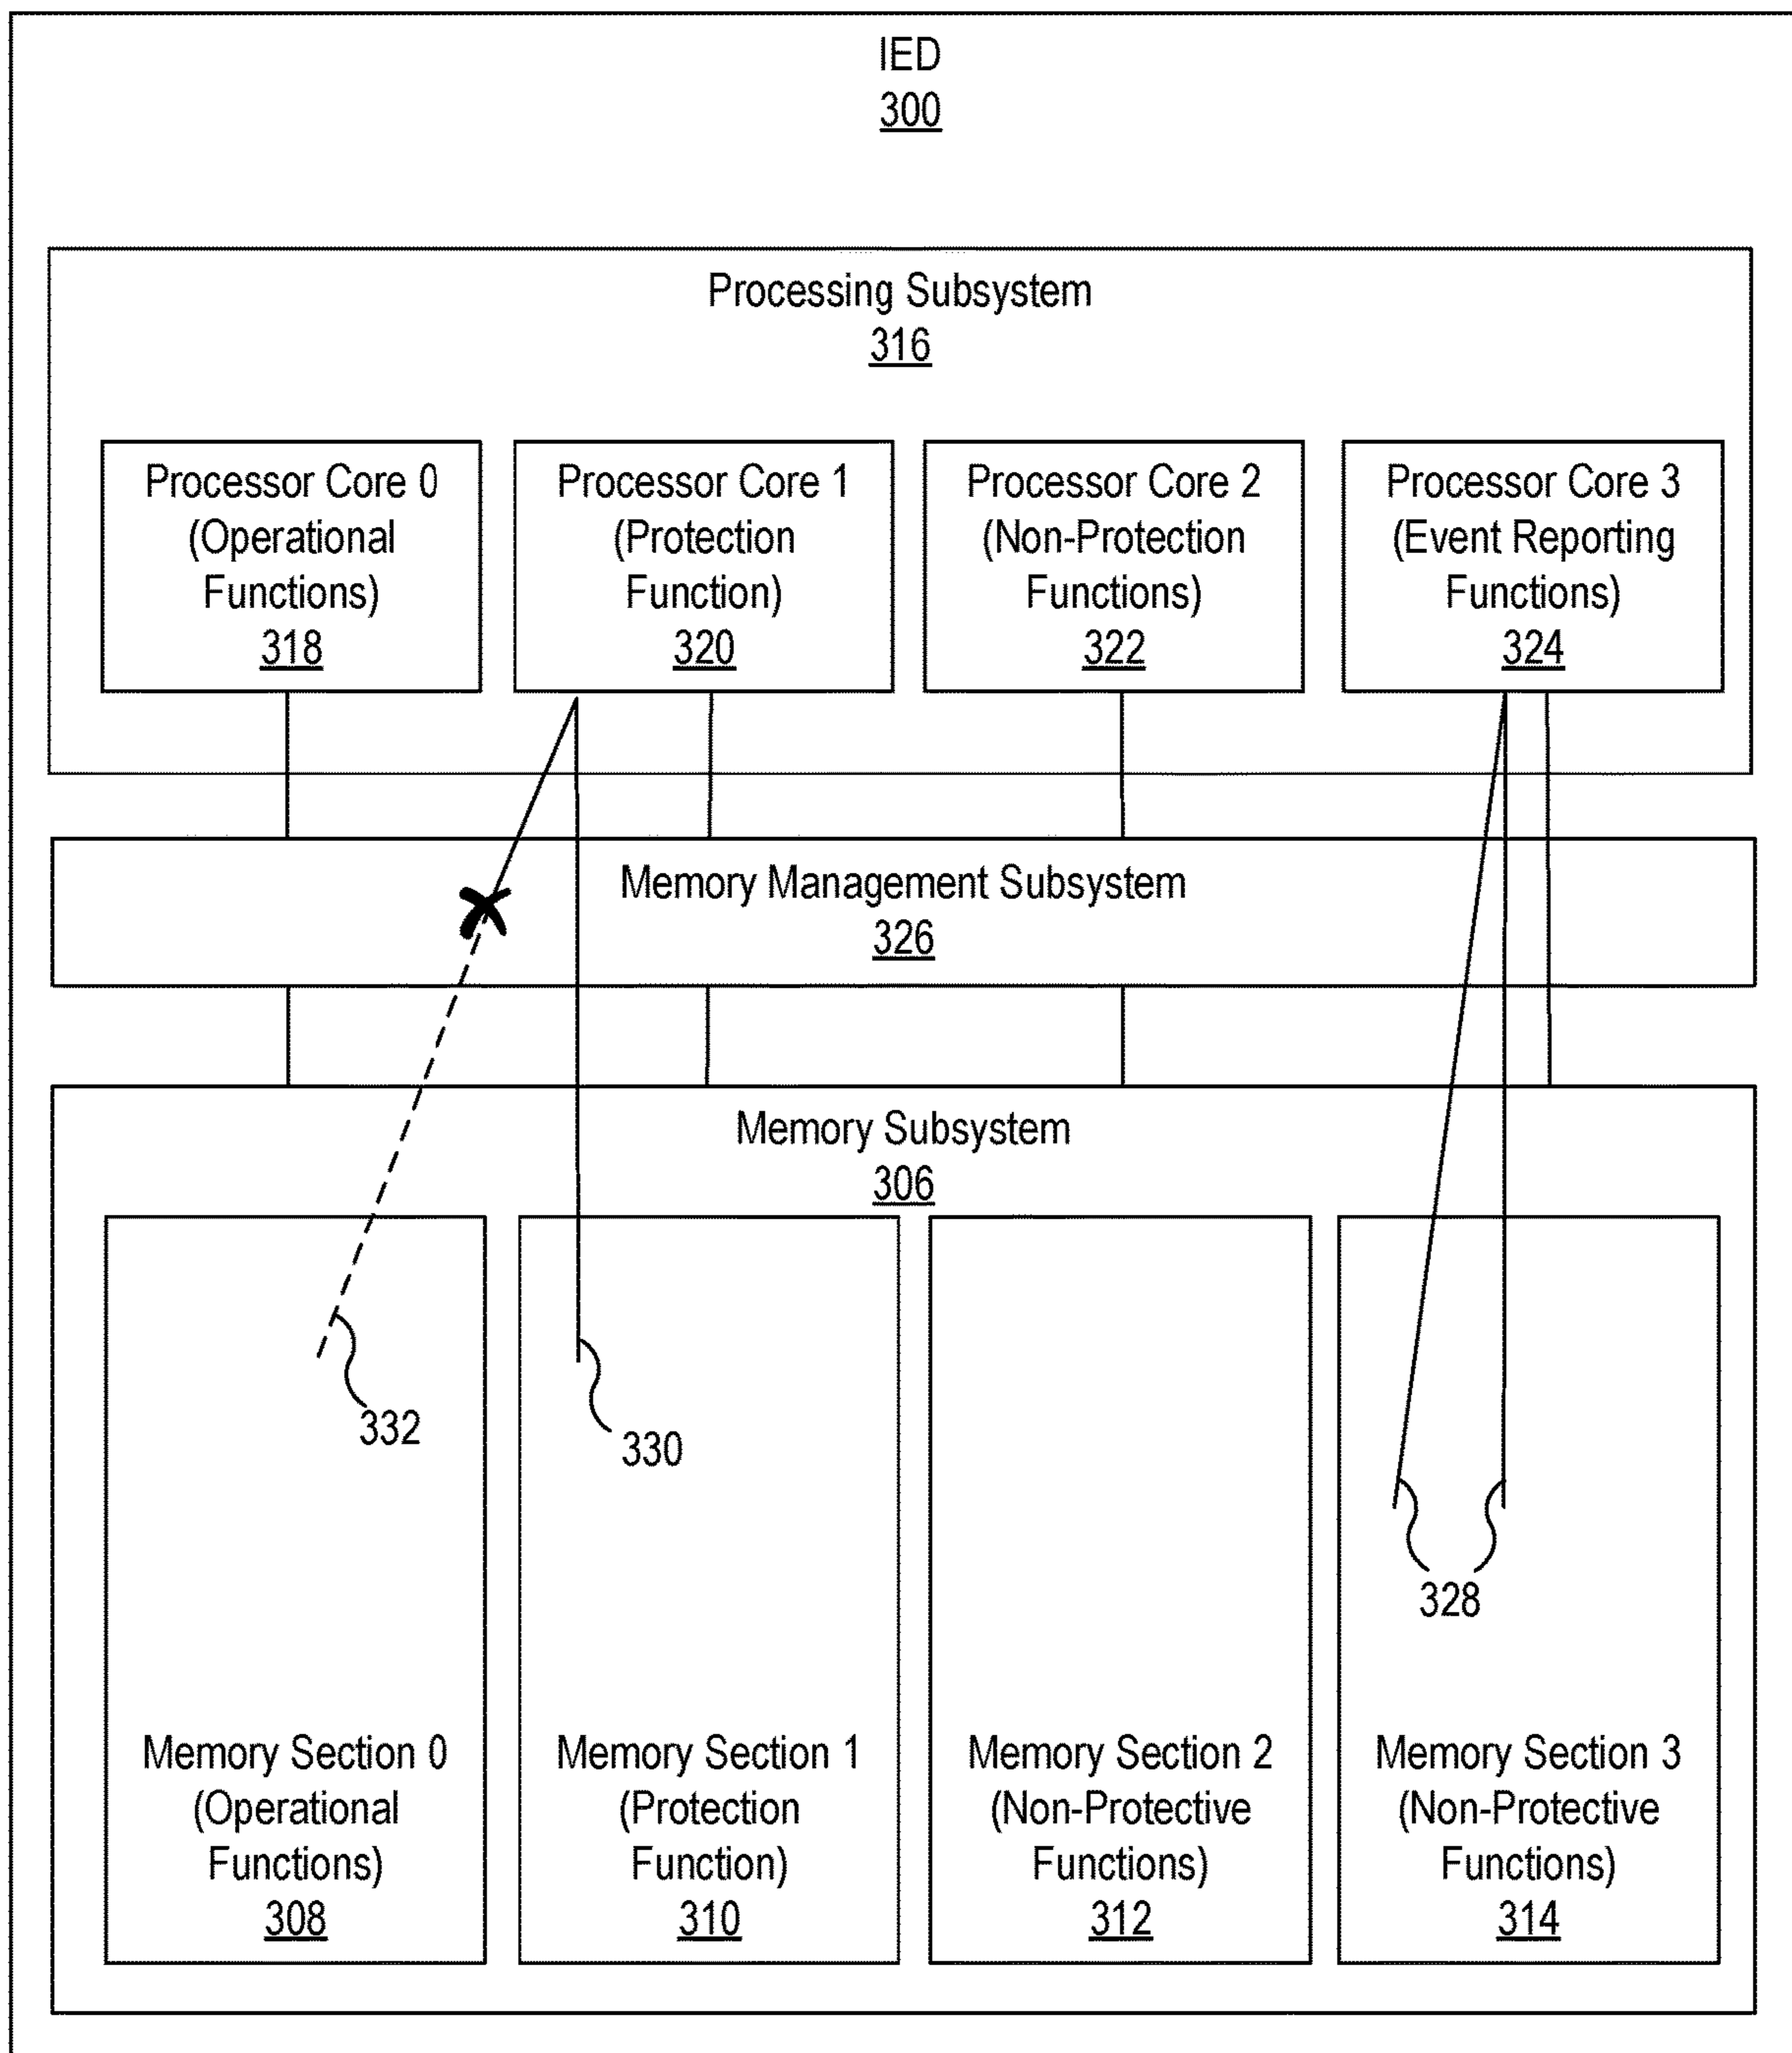 IED
300
Processing Subsystem
316
Processor Core 0
(Operational
Functions)
318
Processor Core 1
(Protection
Function)
320
Processor Core 2
(Non-Protection
Functions)
322
Processor Core 3
(Event Reporting
Functions)
324
Memory Management Subsystem
326
Memory Subsystem
306
332
330
328
Memory Section 0
(Operational
Functions)
308
Memory Section 1
(Protection
Function)
310
Memory Section 2
(Non-Protective
Functions)
312
Memory Section 3
(Non-Protective
Functions)
314